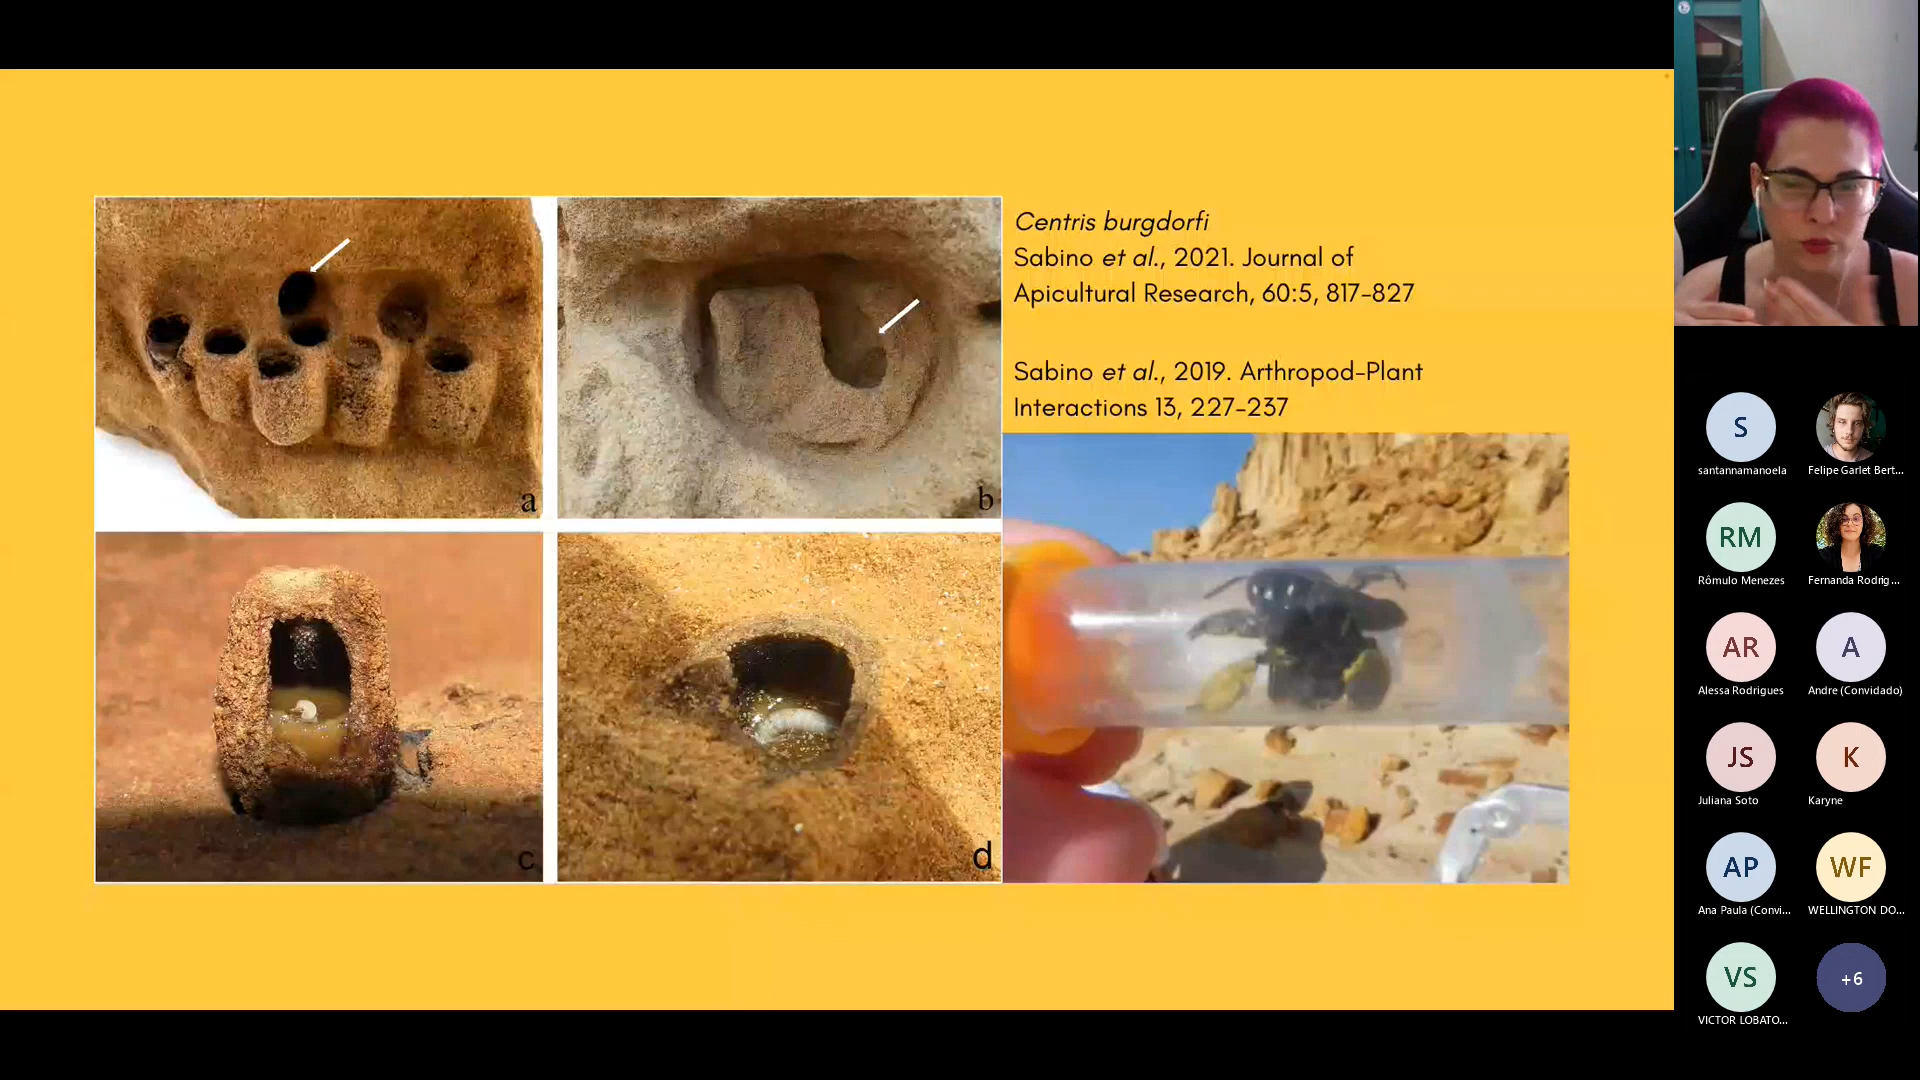 Centris burgdorfi
Sabino et al., 2021. Journal of
Apicultural Research, 60:5, 817-827
Sabino et al., 2019. Arthropod-Plant
Interactions 13, 227-237
a
b
c
d
S
santannamanoela
Felipe Garlet Bert...
RM
Rômulo Menezes
Fernanda Rodrig...
AR
Alessa Rodrigues
A
Andre (Convidado)
JS
Juliana Soto
K
Karyne
AP
Ana Paula (Convi...
WF
WELLINGTON DO...
VS
VICTOR LOBATO...
+6